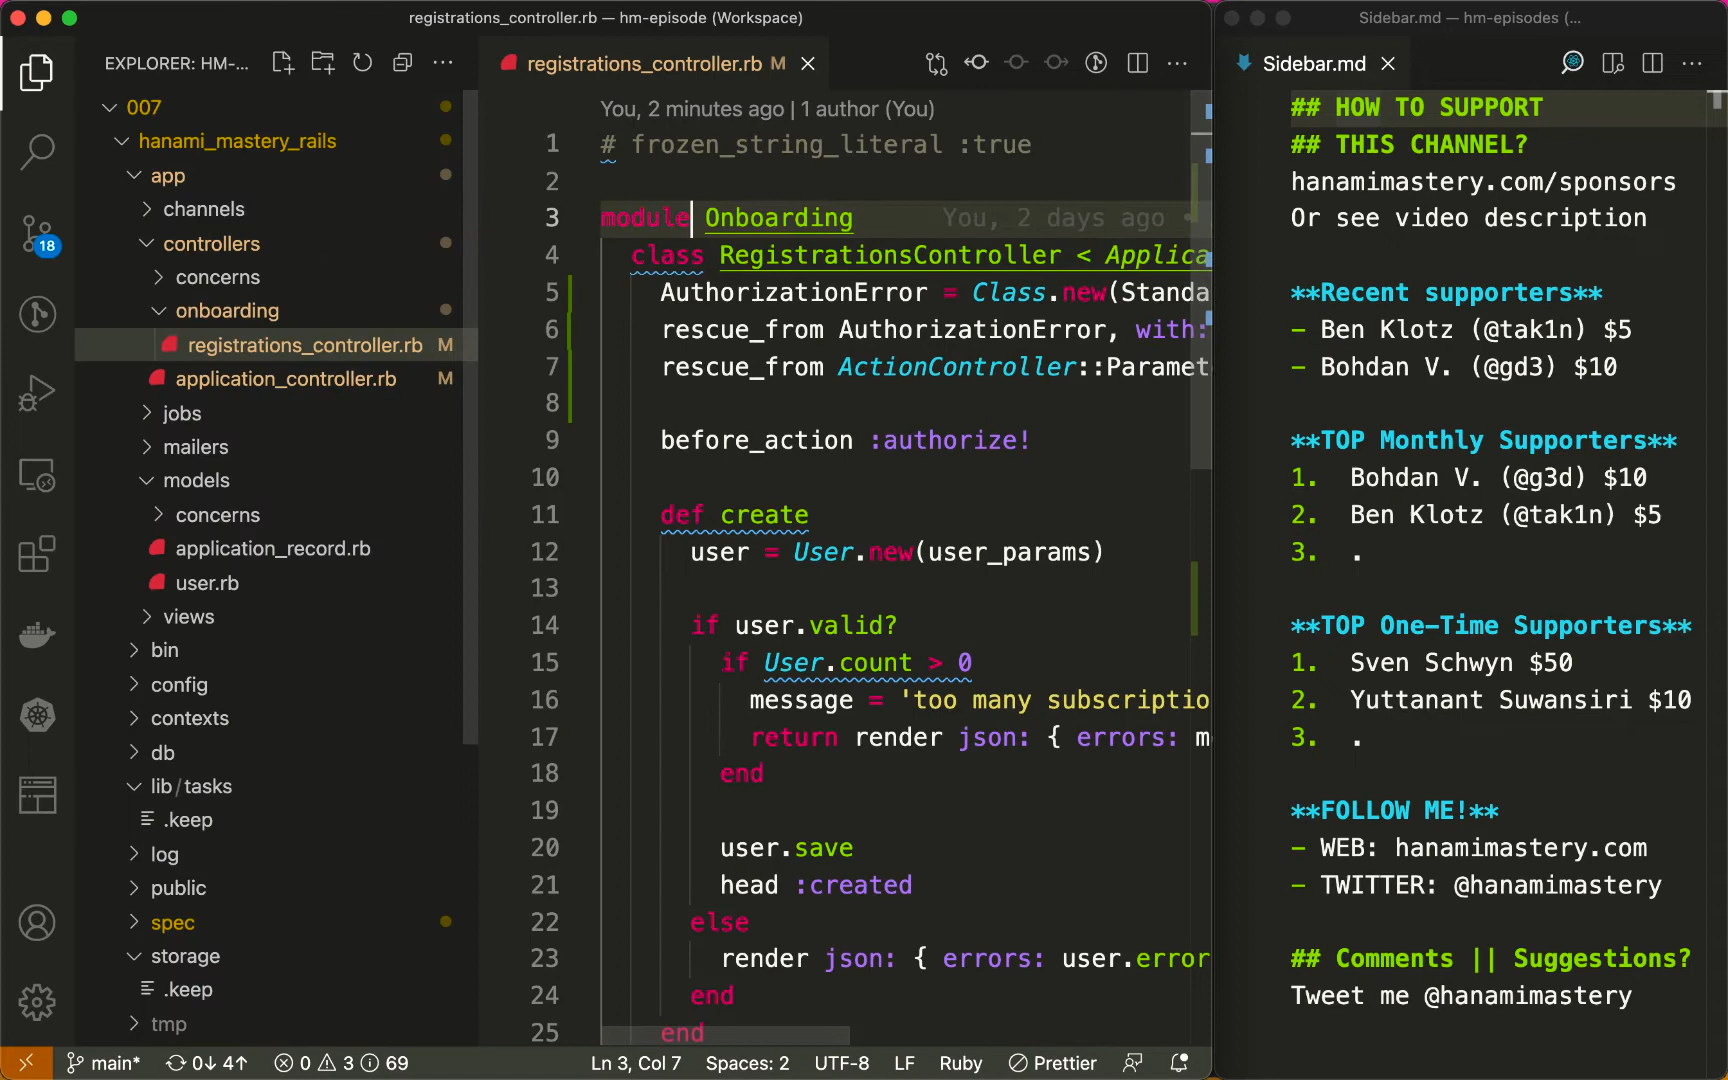 registrations_controller.rb — hm-episode (Workspace)
EXPLORER: HM-...
registrations_controller.rb M
007
hanami_mastery_rails
app
channels
controllers
concerns
onboarding
registrations_controller.rb M
application_controller.rb M
jobs
mailers
models
concerns
application_record.rb
user.rb
views
bin
config
contexts
db
lib/tasks
.keep
log
public
spec
storage
.keep
tmp
18
You, 2 minutes ago | 1 author (You)
1 # frozen_string_literal :true
2
3 module Onboarding You, 2 days ago •
4 class RegistrationsController < Applica
5 AuthorizationError = Class.new(Standa
6 rescue_from AuthorizationError, with:
7 rescue_from ActionController::Paramet
8
9 before_action :authorize!
10
11 def create
12 user = User.new(user_params)
13
14 if user.valid?
15 if User.count > 0
16 message = 'too many subscriptio
17 return render json: { errors: m
18 end
19
20 user.save
21 head :created
22 else
23 render json: { errors: user.error
24 end
25 end
main* 0↓ 4↑ 0 3 69
Ln 3, Col 7 Spaces: 2 UTF-8 LF Ruby Prettier
Sidebar.md — hm-episodes (...
Sidebar.md
## HOW TO SUPPORT
## THIS CHANNEL?
hanamimastery.com/sponsors
Or see video description
**Recent supporters**
- Ben Klotz (@tak1n) $5
- Bohdan V. (@gd3) $10
**TOP Monthly Supporters**
1. Bohdan V. (@g3d) $10
2. Ben Klotz (@tak1n) $5
3. .
**TOP One-Time Supporters**
1. Sven Schwyn $50
2. Yuttanant Suwansiri $10
3. .
**FOLLOW ME!**
- WEB: hanamimastery.com
- TWITTER: @hanamimastery
## Comments || Suggestions?
Tweet me @hanamimastery